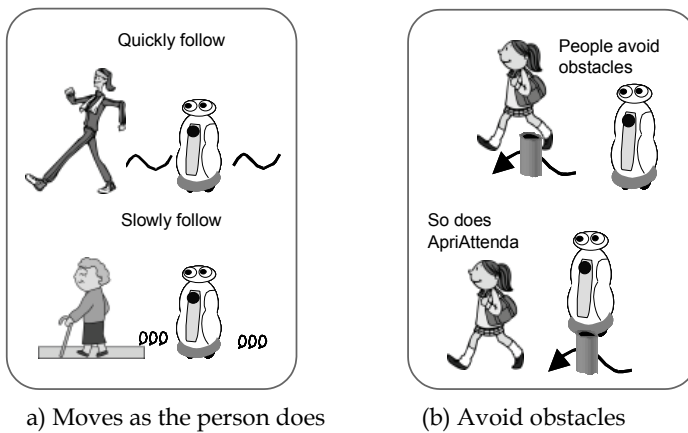 Quickly follow
Slowly follow
People avoid
obstacles
So does
ApriAttenda
a) Moves as the person does
(b) Avoid obstacles